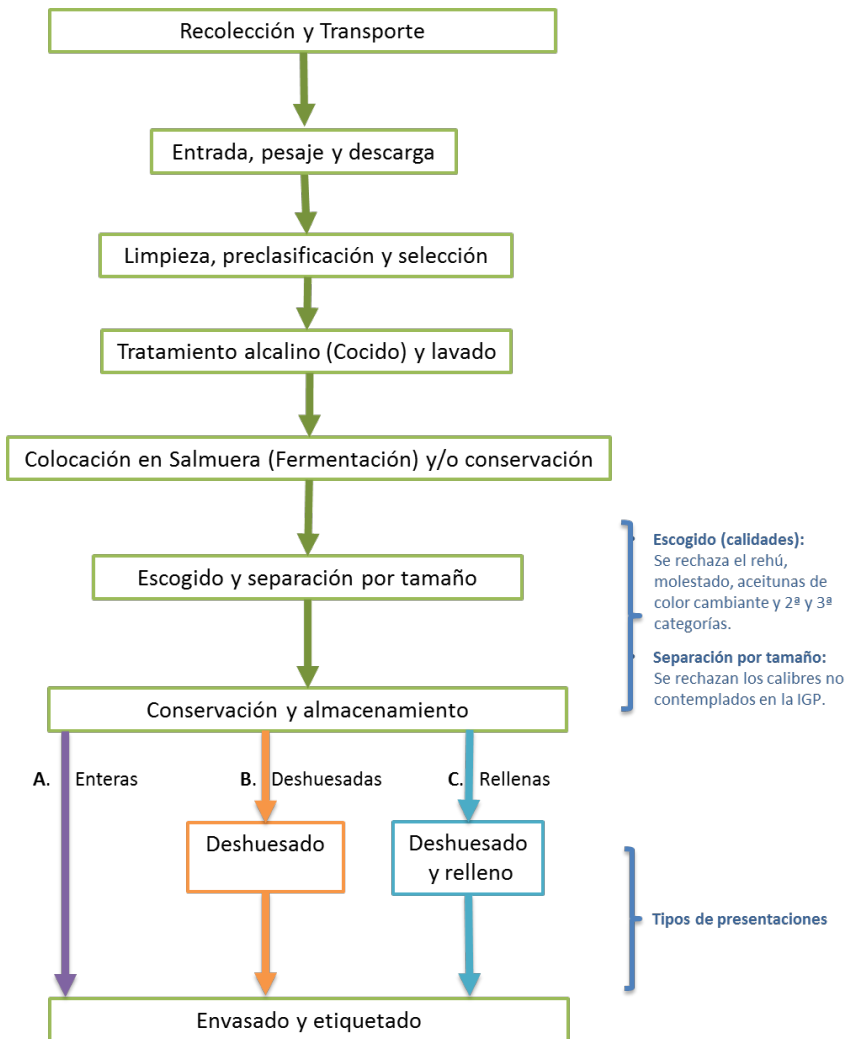 Recolección y Transporte
Entrada, pesaje y descarga
Limpieza, preclasificación y selección
Tratamiento alcalino (Cocido) y lavado
Colocación en Salmuera (Fermentación) y/o conservación
Escogido y separación por tamaño
• Escogido (calidades):
Se rechaza el rehú,
molestado, aceitunas de
color cambiante y 2ª y 3ª
categorías.
• Separación por tamaño:
Se rechazan los calibres no
contemplados en la IGP.
Conservación y almacenamiento
A. Enteras
B. Deshuesadas
C. Rellenas
Deshuesado
Deshuesado
y relleno
Tipos de presentaciones
Envasado y etiquetado